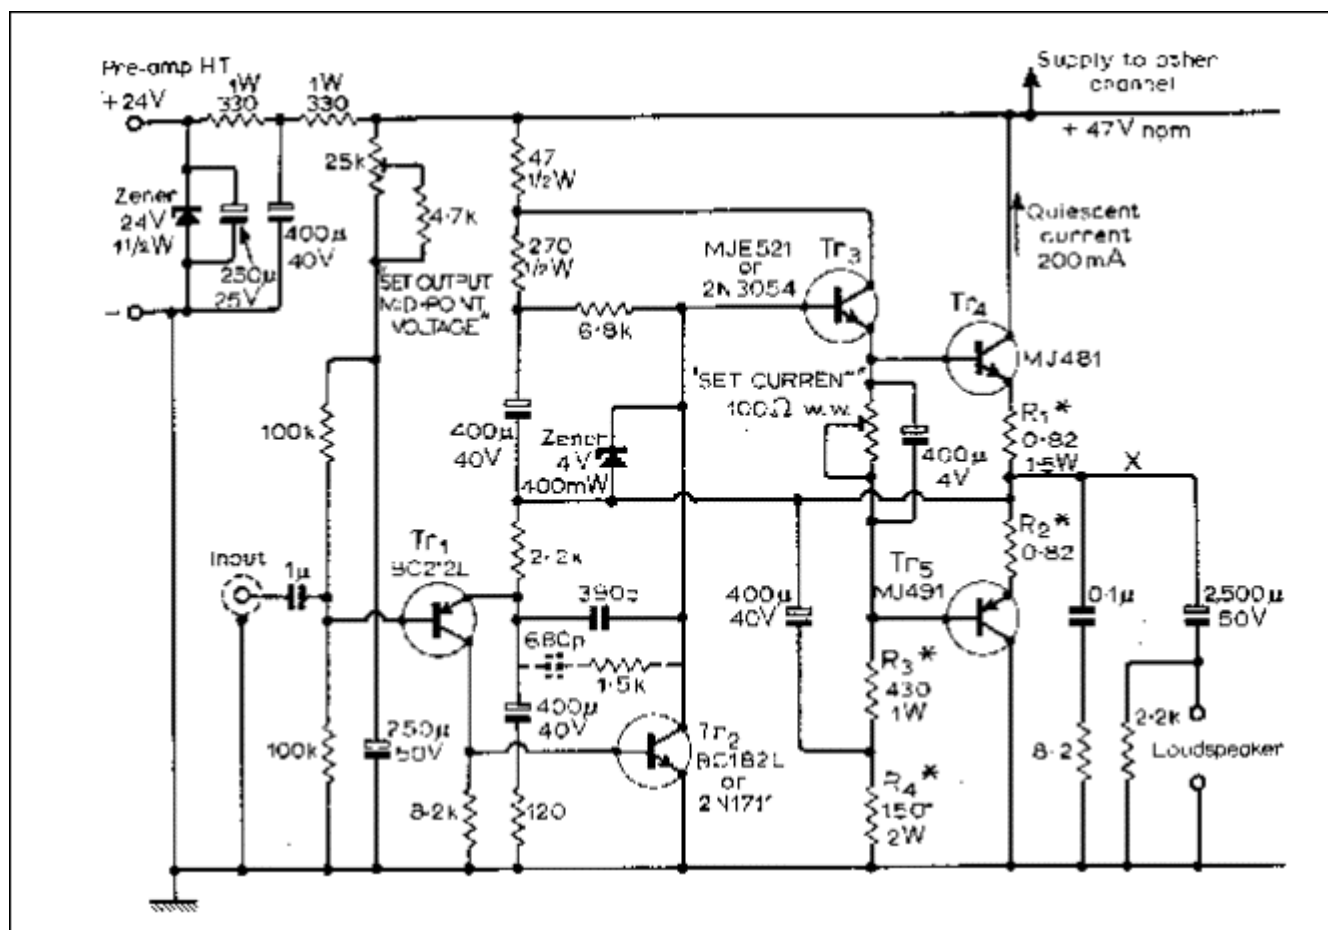 Pre-amp HT
+24V
1W
330
1W
330
Supply to other
channel
+ 47V nom
25k
47
1/2W
Zener
24V
1 1/2W
400μ
40V
4·7k
250μ
25V
270
1/2W
MJE521
or
2N3054
Tr3
Quiescent
current
200mA
"SET OUTPUT
MID-POINT
VOLTAGE"
6·8k
Tr4
MJ481
"SET CURRENT"
100Ω w.w.
100k
400μ
40V
Zener
4V
400mW
400μ
4V
R1*
0·82
1·5W
X
Input
1μ
Tr1
BC212L
2·2k
R2*
0·82
390p
680p
1·5k
400μ
40V
Tr5
MJ491
0·1μ
2,500μ
50V
R3*
430
1W
100k
250μ
50V
400μ
40V
Tr2
BC182L
or
8·2
2·2k
Loudspeaker
8·2k
120
R4*
150
2W